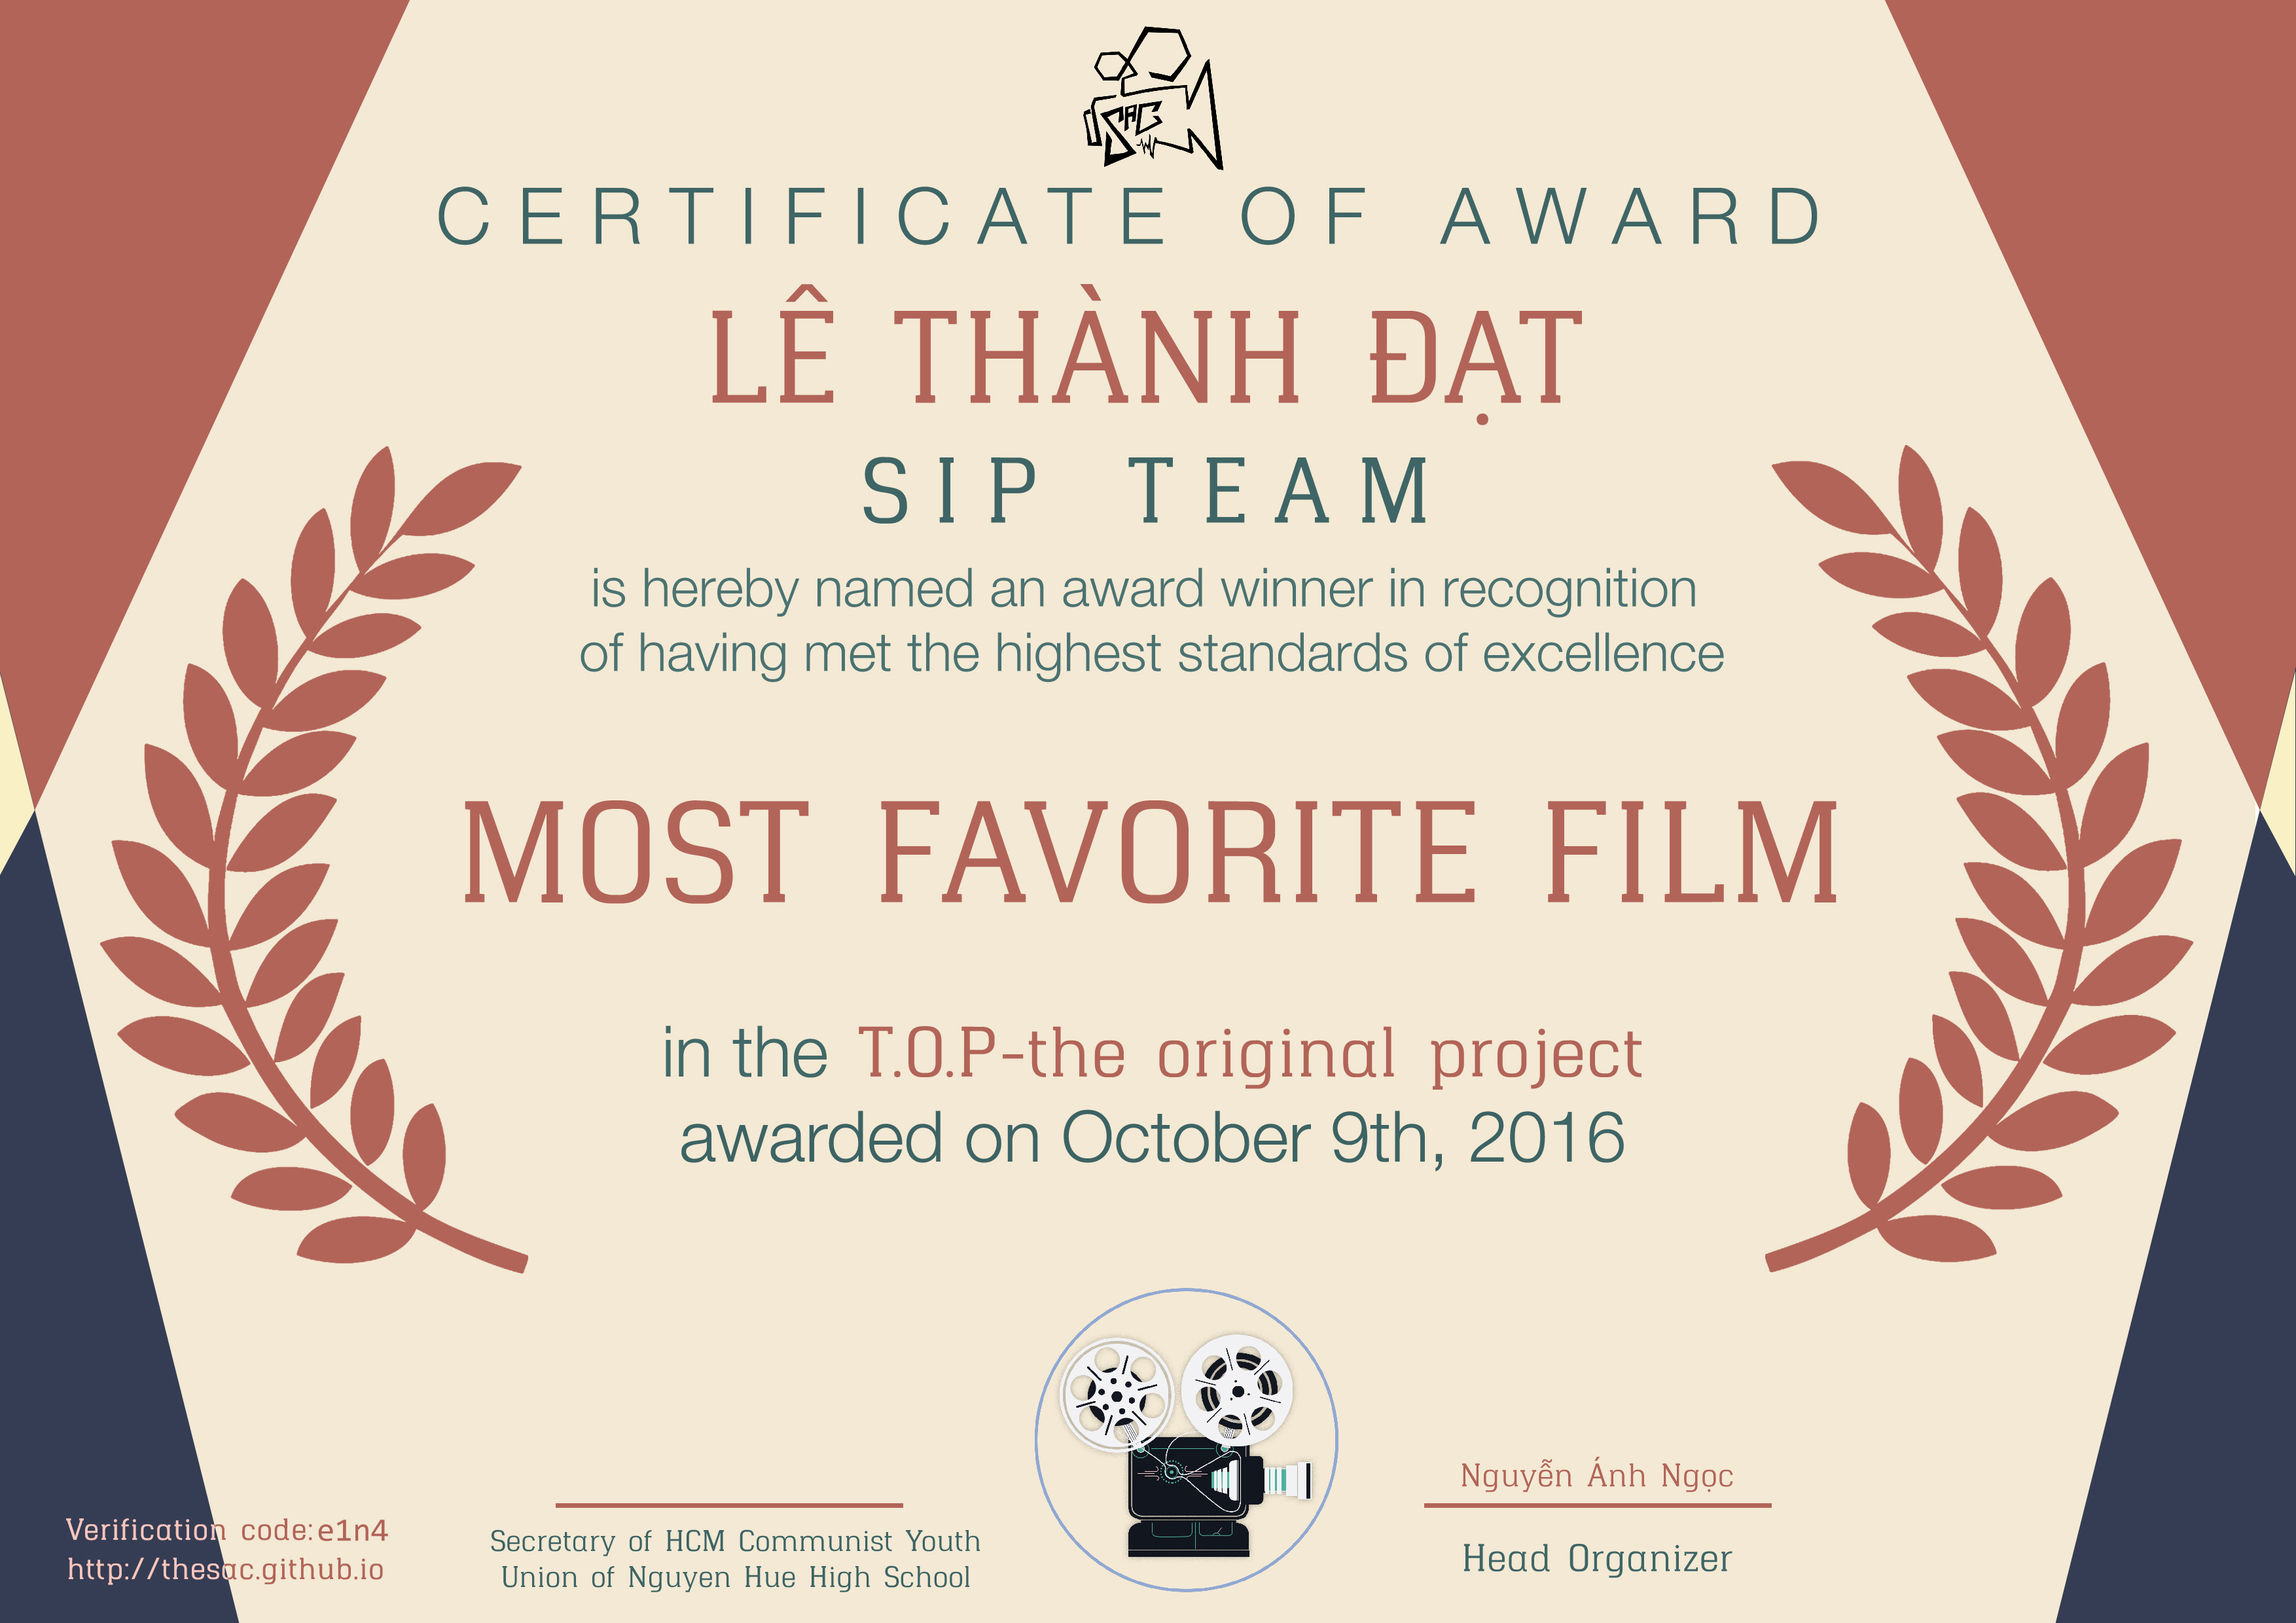 SAC
CERTIFICATE OF AWARD
LÊ THÀNH ĐẠT
SIP TEAM
is hereby named an award winner in recognition
of having met the highest standards of excellence
MOST FAVORITE FILM
in the T.O.P-the original project
awarded on October 9th, 2016
Nguyễn Ánh Ngọc
Verification code:e1n4
http://thesac.github.io
Secretary of HCM Communist Youth
Union of Nguyen Hue High School
Head Organizer